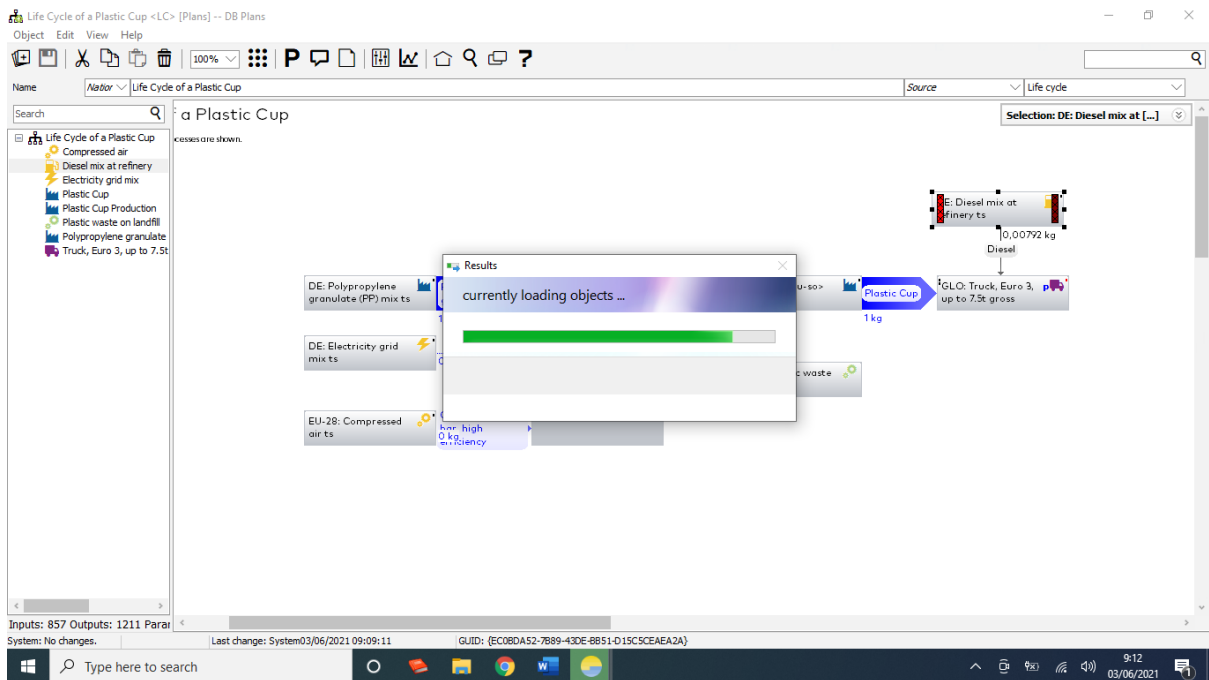 Life Cycle of a Plastic Cup <LC> [Plans] -- DB Plans
Object Edit View Help
100%
P
?
Name
Nation
Life Cycle of a Plastic Cup
Source
Life cycle
Search
a Plastic Cup
Selection: DE: Diesel mix at [...]
cesses are shown.
Life Cycle of a Plastic Cup
Compressed air
Diesel mix at refinery
Electricity grid mix
Plastic Cup
Plastic Cup Production
Plastic waste on landfill
Polypropylene granulate
Truck, Euro 3, up to 7.5t
E: Diesel mix at
finery ts
0,00792 kg
Diesel
Results
currently loading objects ...
DE: Polypropylene
granulate (PP) mix ts
u-so>
Plastic Cup
1 kg
GLO: Truck, Euro 3,
up to 7.5t gross
p
DE: Electricity grid
mix ts
c waste
EU-28: Compressed
air ts
bar, high
efficiency
0 kg
Inputs: 857 Outputs: 1211 Parar
System: No changes.
Last change: System03/06/2021 09:09:11
GUID: {EC0BDA52-7B89-43DE-BB51-D15C5CEAEA2A}
Type here to search
9:12
03/06/2021